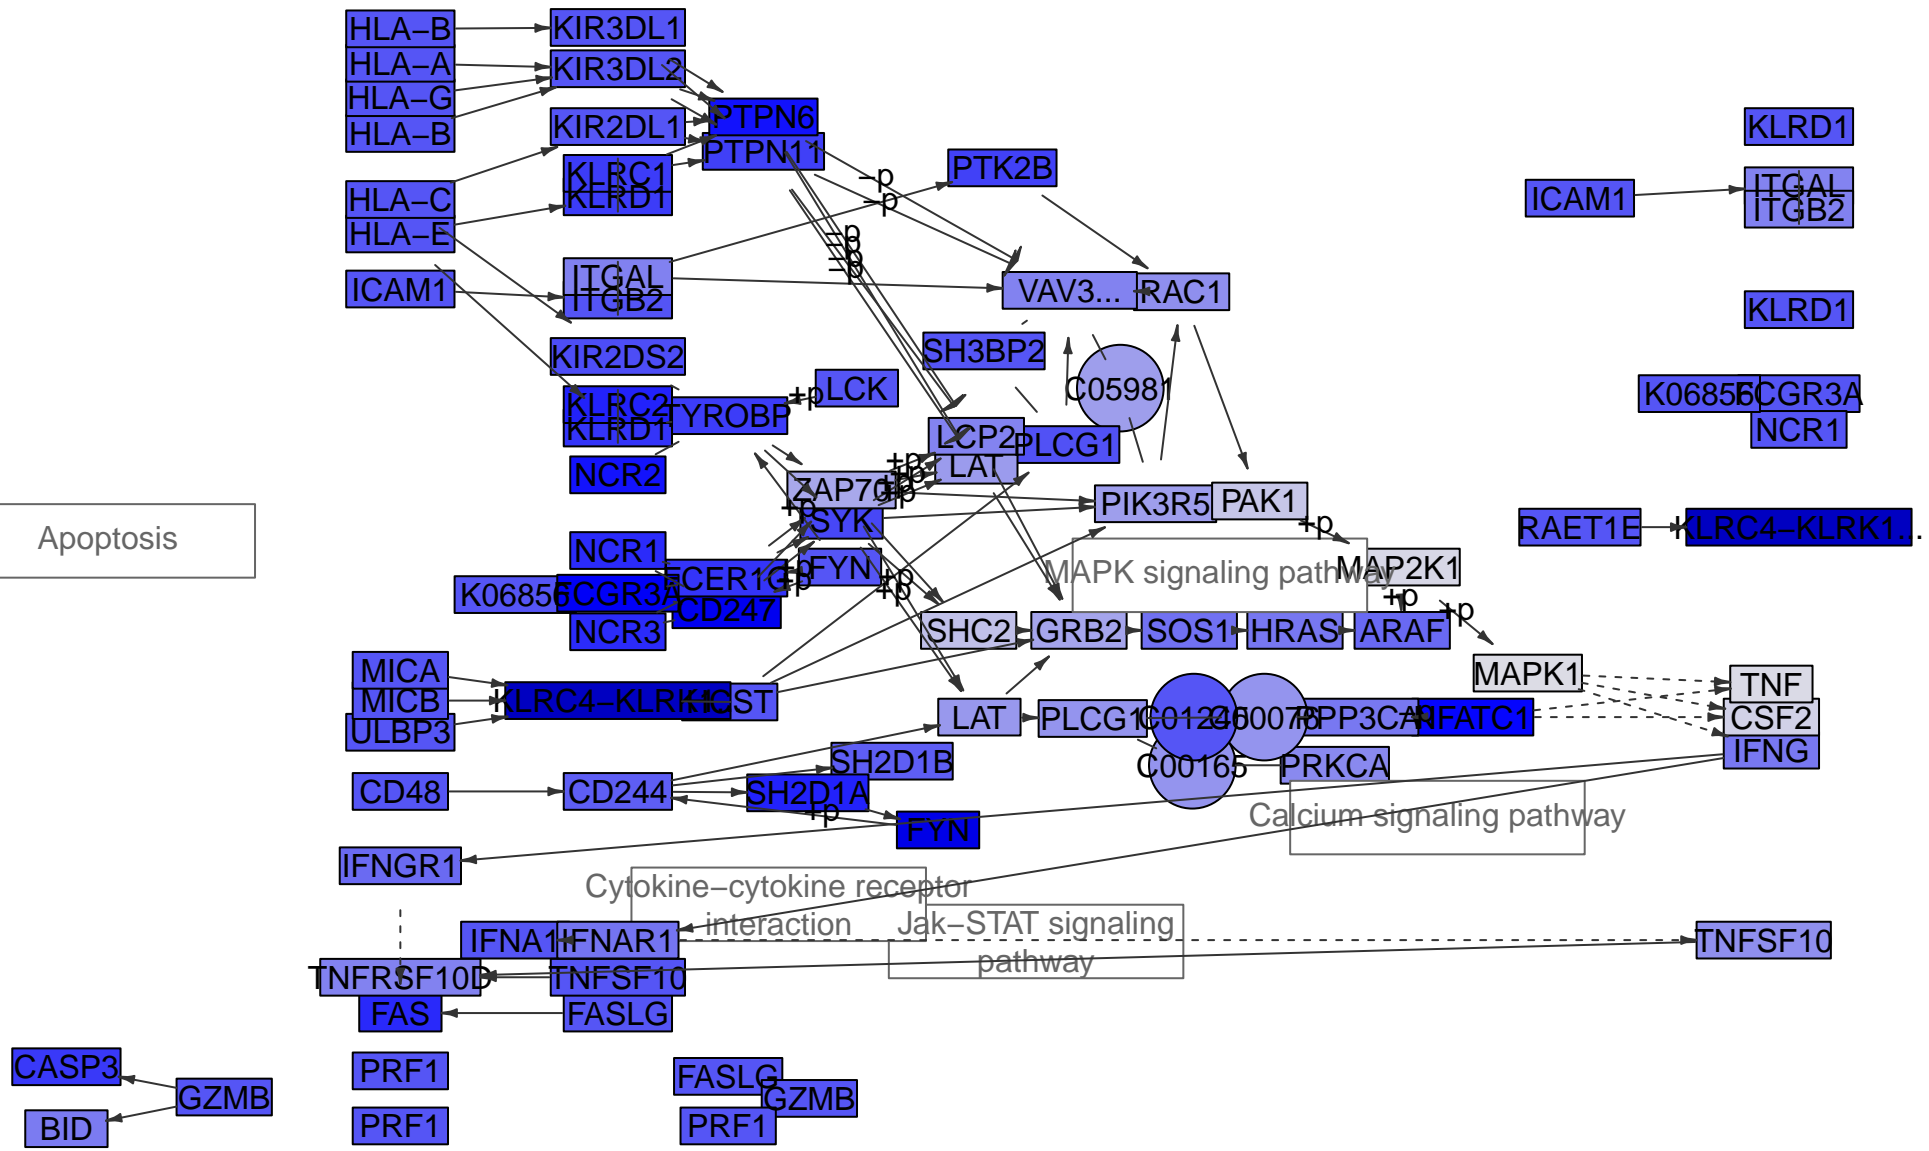 HLA−B
KIR3DL1
HLA−A
KIR3DL2
HLA−G
HLA−B
KIR2DL1
PTPN6
PTPN11
KLRC1
KLRD1
PTK2B
−p
−p
HLA−C
HLA−E
−p
−p
−p
−p
ICAM1
ITGAL
ITGB2
VAV3...
RAC1
KLRD1
ICAM1
ITGAL
ITGB2
KLRD1
KIR2DS2
SH3BP2
C05981
LCK
+p
KLRC2
KLRD1
TYROBP
LCP2
PLCG1
LAT
K06856
FCGR3A
NCR1
NCR2
ZAP70
+p
+p
+p
+p
SYK
PIK3R5
PAK1
+p
Apoptosis
NCR1
FCER1G
FYN
+p
+p
+p
+p
K06856
FCGR3A
CD247
NCR3
MAPK signaling pathway
MAP2K1
+p
+p
RAET1E
KLRC4−KLRK1...
SHC2
GRB2
SOS1
HRAS
ARAF
MICA
MICB
ULBP3
KLRC4−KLRK1
HCST
MAPK1
TNF
CSF2
IFNG
LAT
PLCG1
C01245
C00076
PPP3CA
NFATC1
C00165
PRKCA
CD48
CD244
SH2D1B
SH2D1A
+p
FYN
Calcium signaling pathway
IFNGR1
Cytokine−cytokine receptor
interaction
Jak−STAT signaling
pathway
IFNA1
IFNAR1
TNFSF10
TNFRSF10D
TNFSF10
FAS
FASLG
CASP3
GZMB
BID
PRF1
PRF1
FASLG
GZMB
PRF1